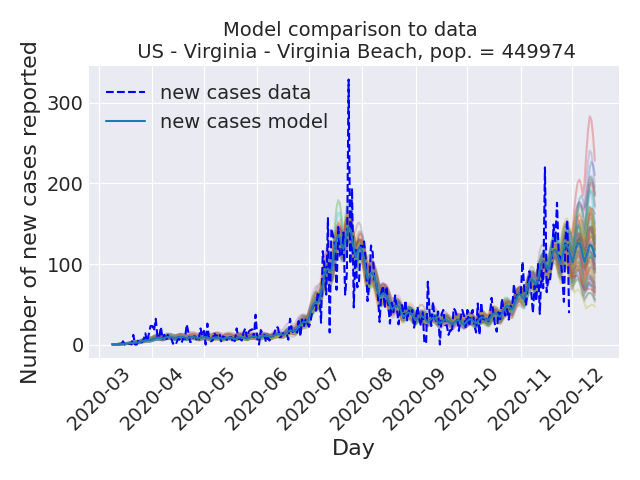 Model comparison to data
US - Virginia - Virginia Beach, pop. = 449974
Number of new cases reported
300
200
100
0
new cases data
new cases model
2020-03
2020-04
2020-05
2020-06
2020-07
2020-08
2020-09
2020-10
2020-11
2020-12
Day